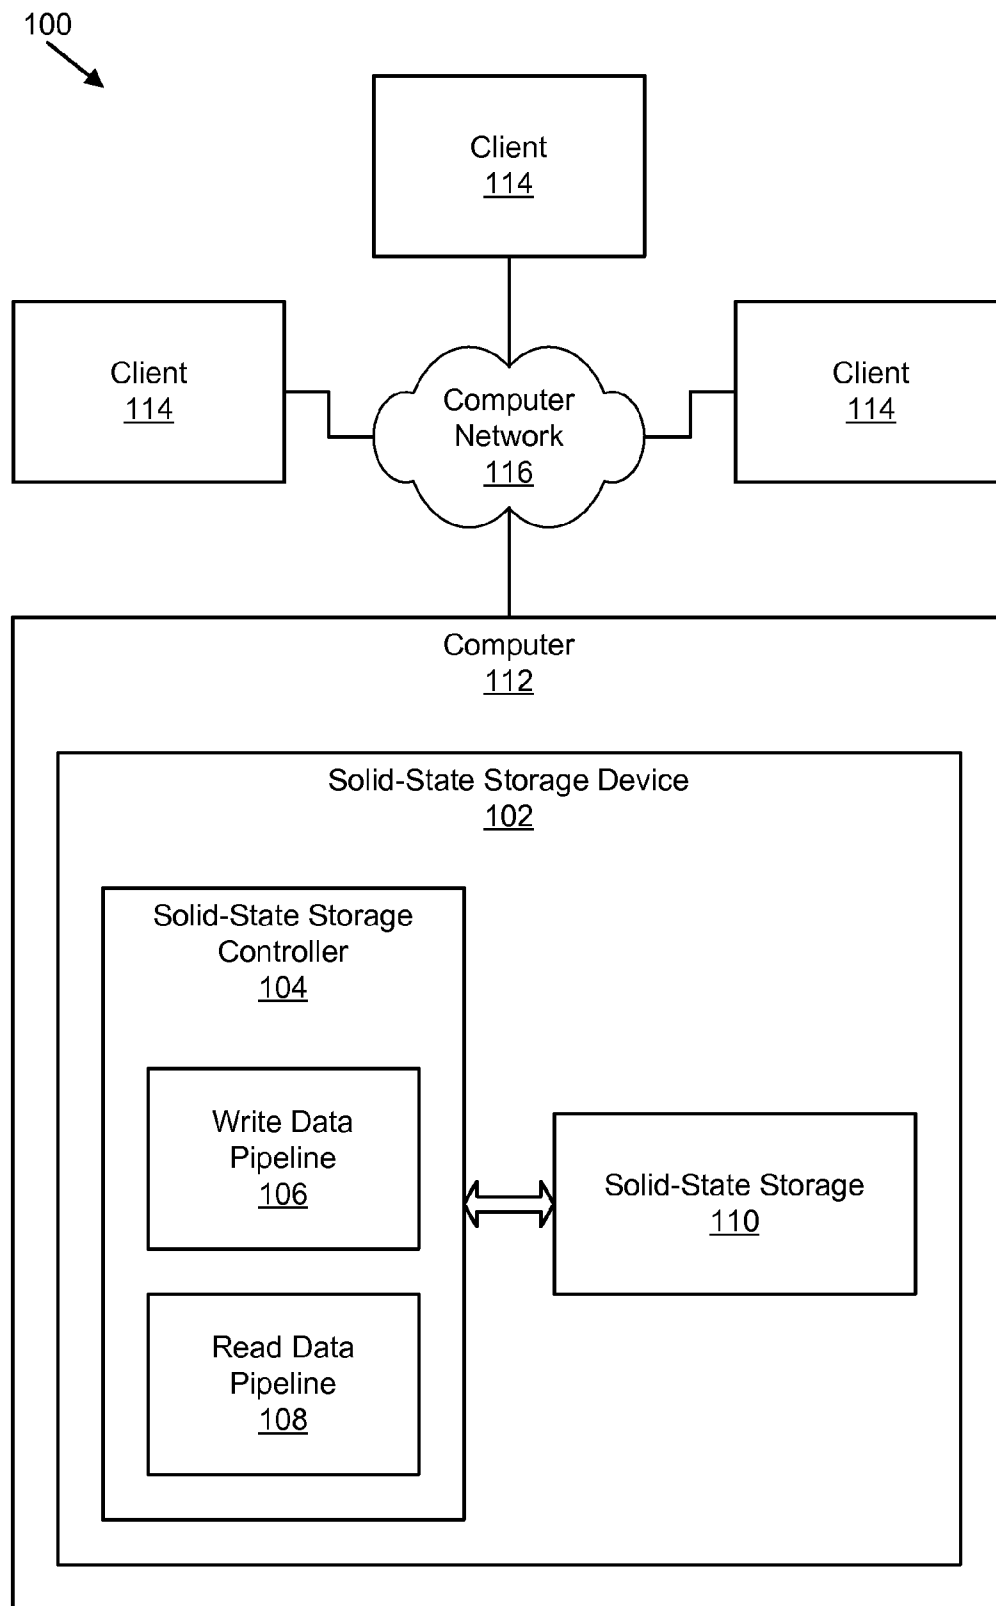 100
Client
114
Client
114
Computer
Network
116
Client
114
Computer
112
Solid-State Storage Device
102
Solid-State Storage
Controller
104
Write Data
Pipeline
106
Solid-State Storage
110
Read Data
Pipeline
108